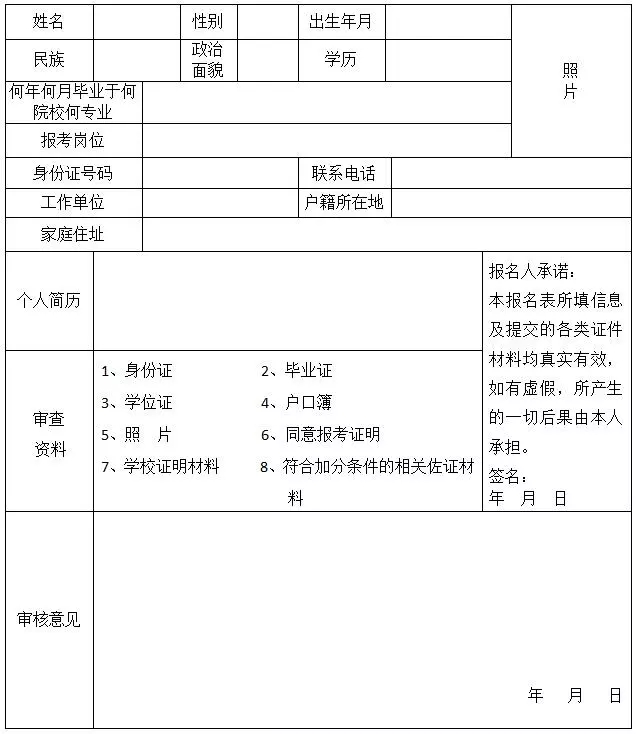 姓名 性别 出生年月
民族 政治面貌 学历
照片
何年何月毕业于何
院校何专业
报考岗位
身份证号码 联系电话
工作单位 户籍所在地
家庭住址
个人简历
报名人承诺：
本报名表所填信息
及提交的各类证件
材料均真实有效，
如有虚假，所产生
的一切后果由本人
承担。
签名：
年 月 日
审查
资料
1、身份证 2、毕业证
3、学位证 4、户口簿
5、照 片 6、同意报考证明
7、学校证明材料 8、符合加分条件的相关佐证材
料
审核意见
年 月 日